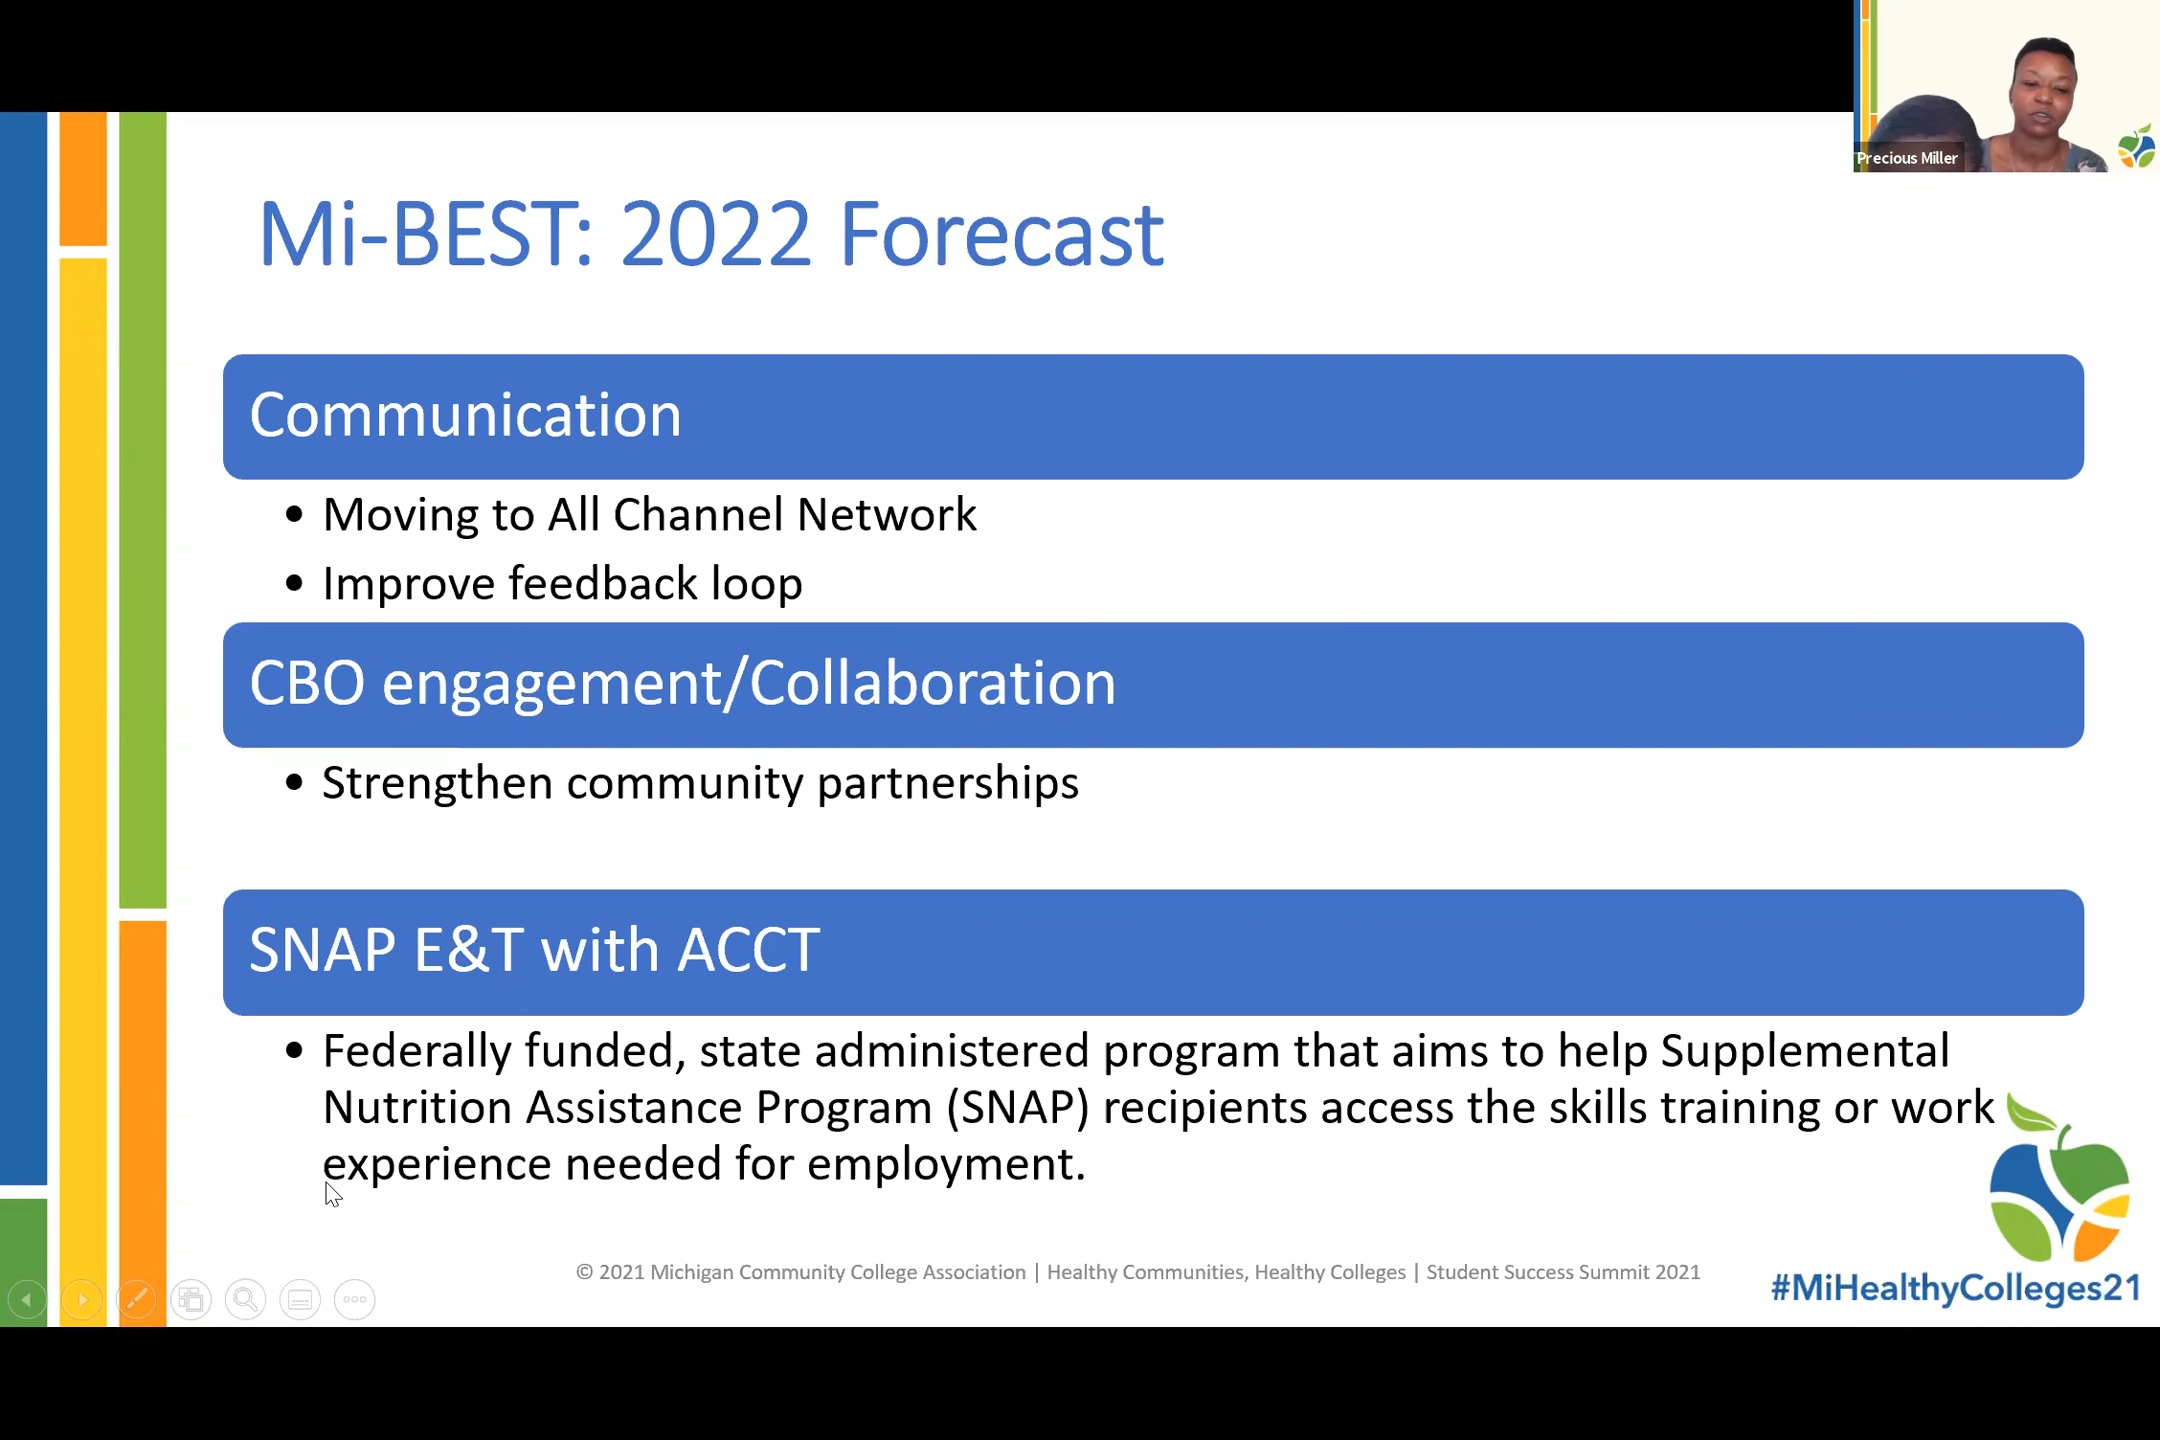 Precious Miller
Mi-BEST: 2022 Forecast
Communication
• Moving to All Channel Network
• Improve feedback loop
CBO engagement/Collaboration
• Strengthen community partnerships
SNAP E&T with ACCT
• Federally funded, state administered program that aims to help Supplemental
Nutrition Assistance Program (SNAP) recipients access the skills training or work
experience needed for employment.
© 2021 Michigan Community College Association | Healthy Communities, Healthy Colleges | Student Success Summit 2021
#MiHealthyColleges21